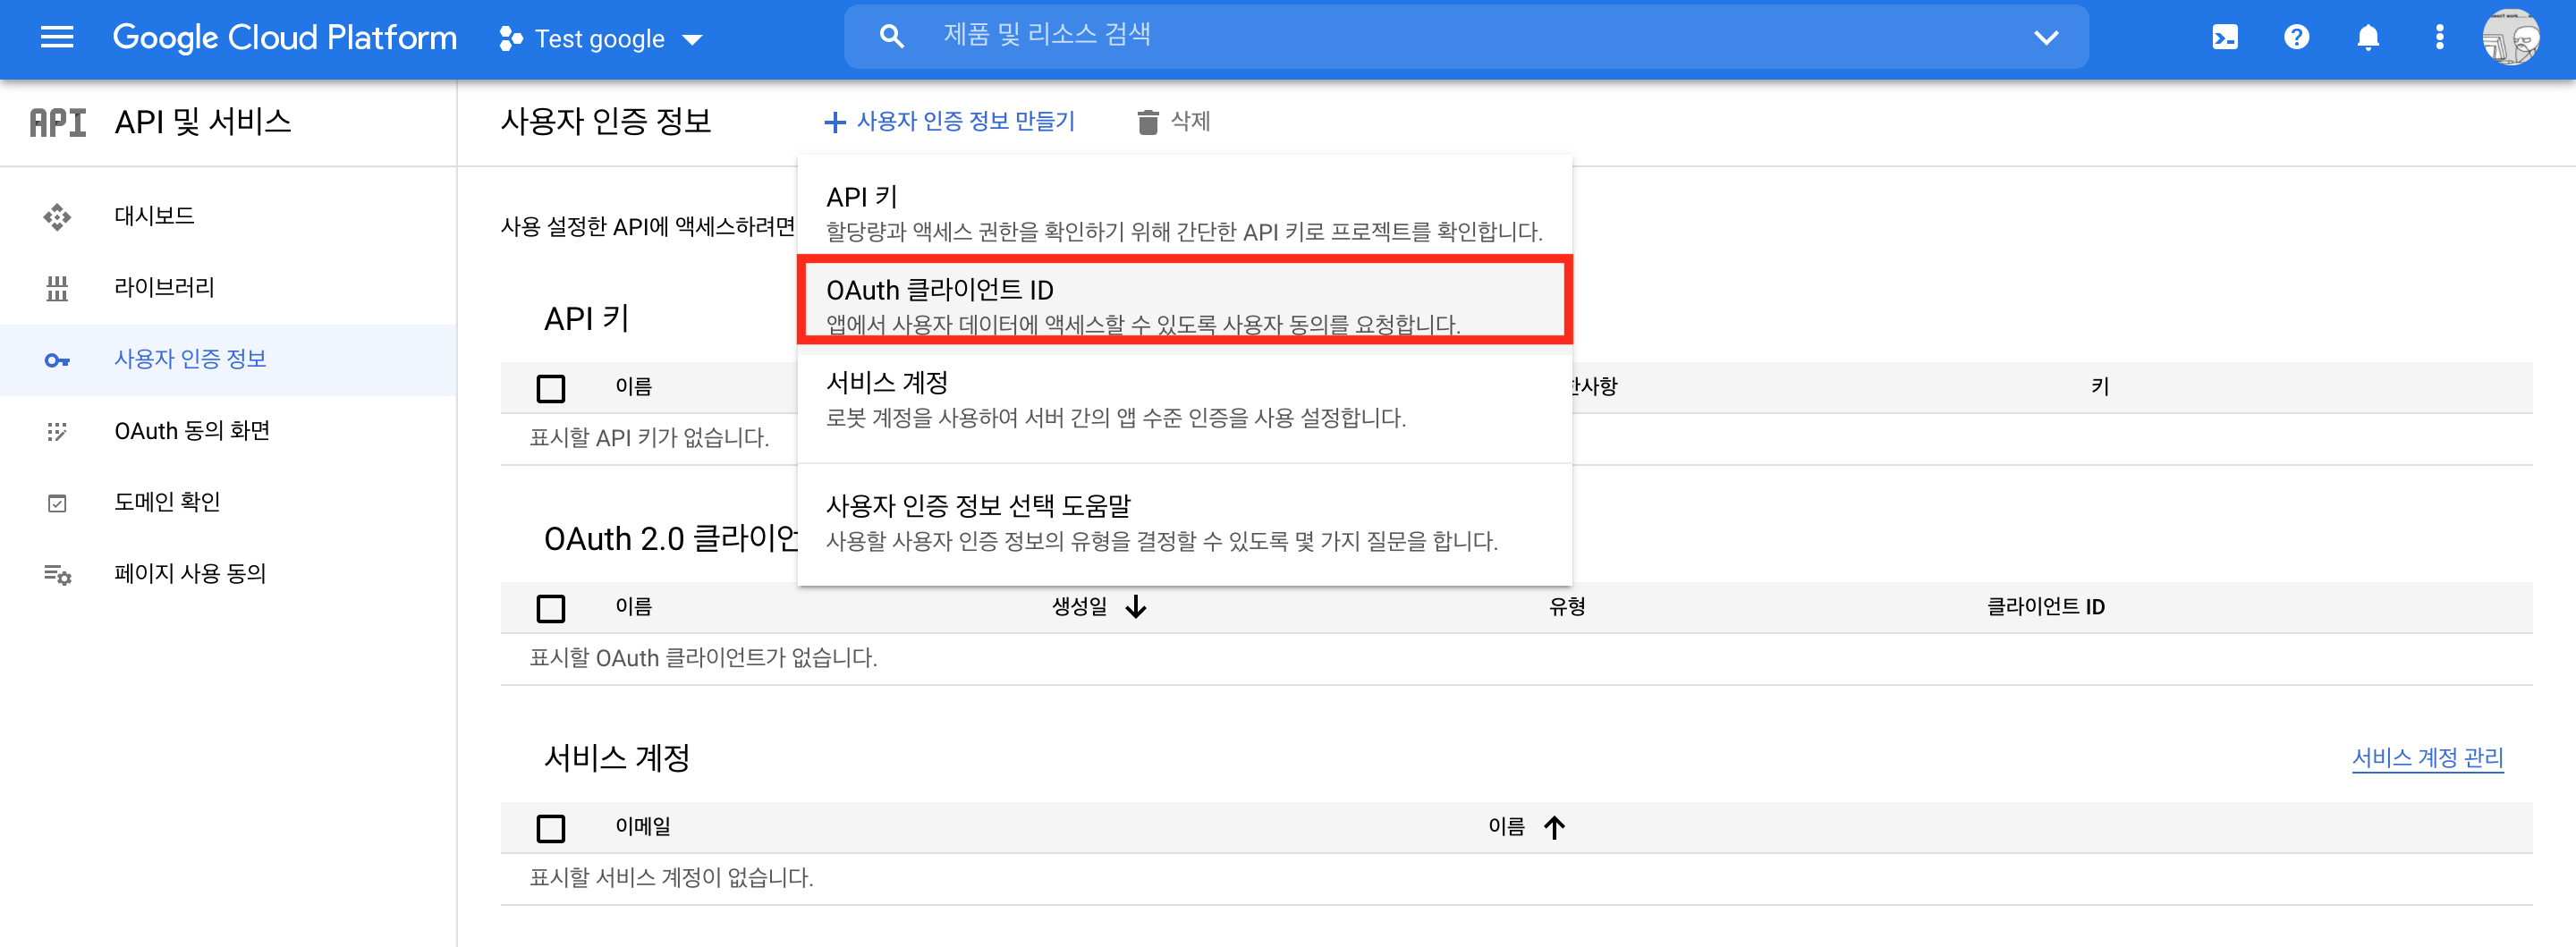 Google Cloud Platform
Test google
제품 및 리소스 검색
API
API 및 서비스
대시보드
라이브러리
사용자 인증 정보
OAuth 동의 화면
도메인 확인
페이지 사용 동의
사용자 인증 정보
사용자 인증 정보 만들기
삭제
사용 설정한 API에 액세스하려면
API 키
할당량과 액세스 권한을 확인하기 위해 간단한 API 키로 프로젝트를 확인합니다.
OAuth 클라이언트 ID
앱에서 사용자 데이터에 액세스할 수 있도록 사용자 동의를 요청합니다.
서비스 계정
로봇 계정을 사용하여 서버 간의 앱 수준 인증을 사용 설정합니다.
사용자 인증 정보 선택 도움말
사용할 사용자 인증 정보의 유형을 결정할 수 있도록 몇 가지 질문을 합니다.
API 키
이름 한사항 키
표시할 API 키가 없습니다.
OAuth 2.0 클라이언
이름 생성일 유형 클라이언트 ID
표시할 OAuth 클라이언트가 없습니다.
서비스 계정
서비스 계정 관리
이메일 이름
표시할 서비스 계정이 없습니다.